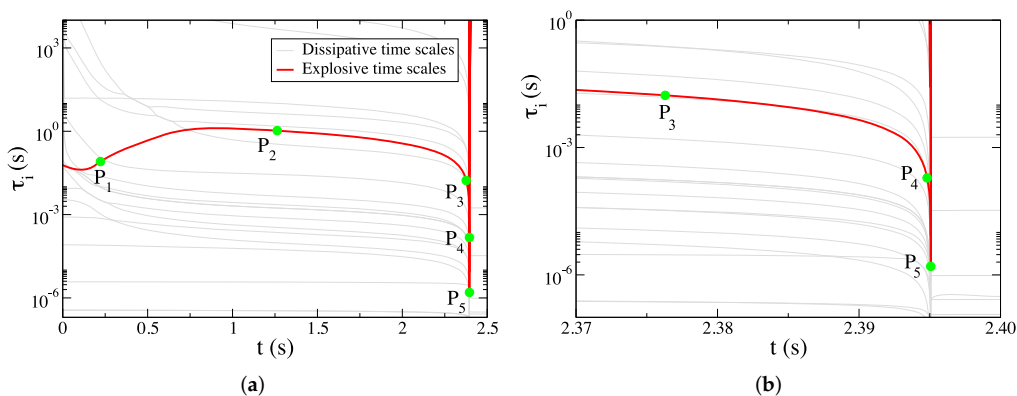 (a)
10^3
10^0
10^-3
10^-6
τ_i (s)
Dissipative time scales
Explosive time scales
P_1
P_2
P_3
P_4
P_5
0
0.5
1
1.5
2
2.5
t (s)
(b)
10^0
10^-3
10^-6
τ_i (s)
P_3
P_4
P_5
2.37
2.38
2.39
2.40
t (s)
(a)
(b)